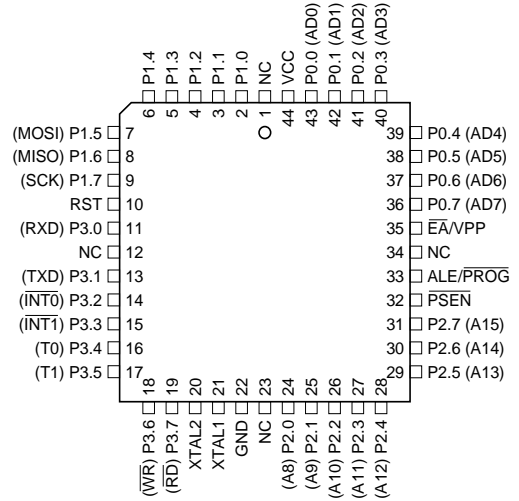 P1.4
P1.3
P1.2
P1.1
P1.0
NC
VCC
P0.0 (AD0)
P0.1 (AD1)
P0.2 (AD2)
P0.3 (AD3)
6
5
4
3
2
1
44
43
42
41
40
(MOSI) P1.5 7
(MISO) P1.6 8
(SCK) P1.7 9
RST 10
(RXD) P3.0 11
NC 12
(TXD) P3.1 13
(I̅N̅T̅0̅) P3.2 14
(I̅N̅T̅1̅) P3.3 15
(T0) P3.4 16
(T1) P3.5 17
39 P0.4 (AD4)
38 P0.5 (AD5)
37 P0.6 (AD6)
36 P0.7 (AD7)
35 E̅A̅/VPP
34 NC
33 ALE/P̅R̅O̅G̅
32 P̅S̅E̅N̅
31 P2.7 (A15)
30 P2.6 (A14)
29 P2.5 (A13)
18
19
20
21
22
23
24
25
26
27
28
(W̅R̅) P3.6
(R̅D̅) P3.7
XTAL2
XTAL1
GND
NC
(A8) P2.0
(A9) P2.1
(A10) P2.2
(A11) P2.3
(A12) P2.4